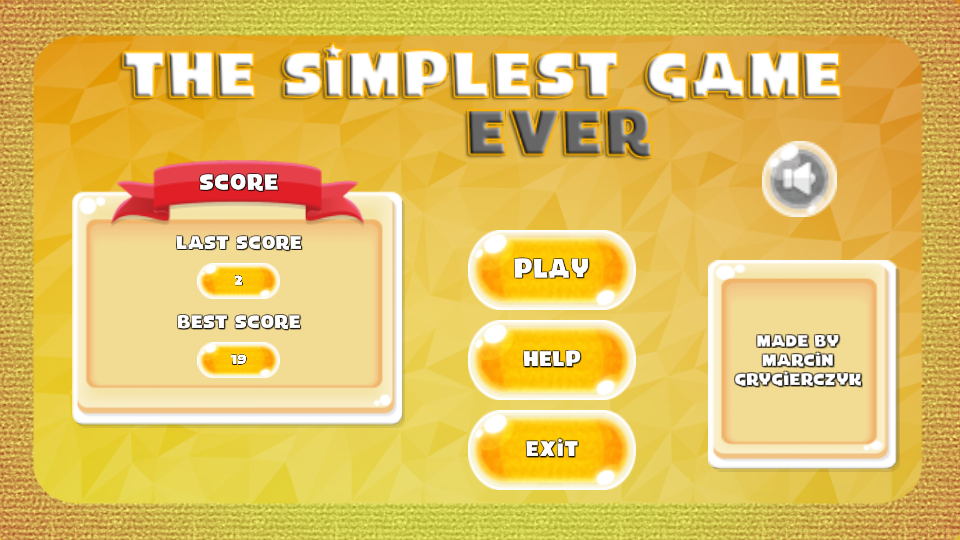 THE SiMPLEST GAME
EVER
SCORE
LAST SCORE
2
BEST SCORE
19
PLAY
HELP
EXiT
MADE BY
MARCiN
GRYGiERCZYK